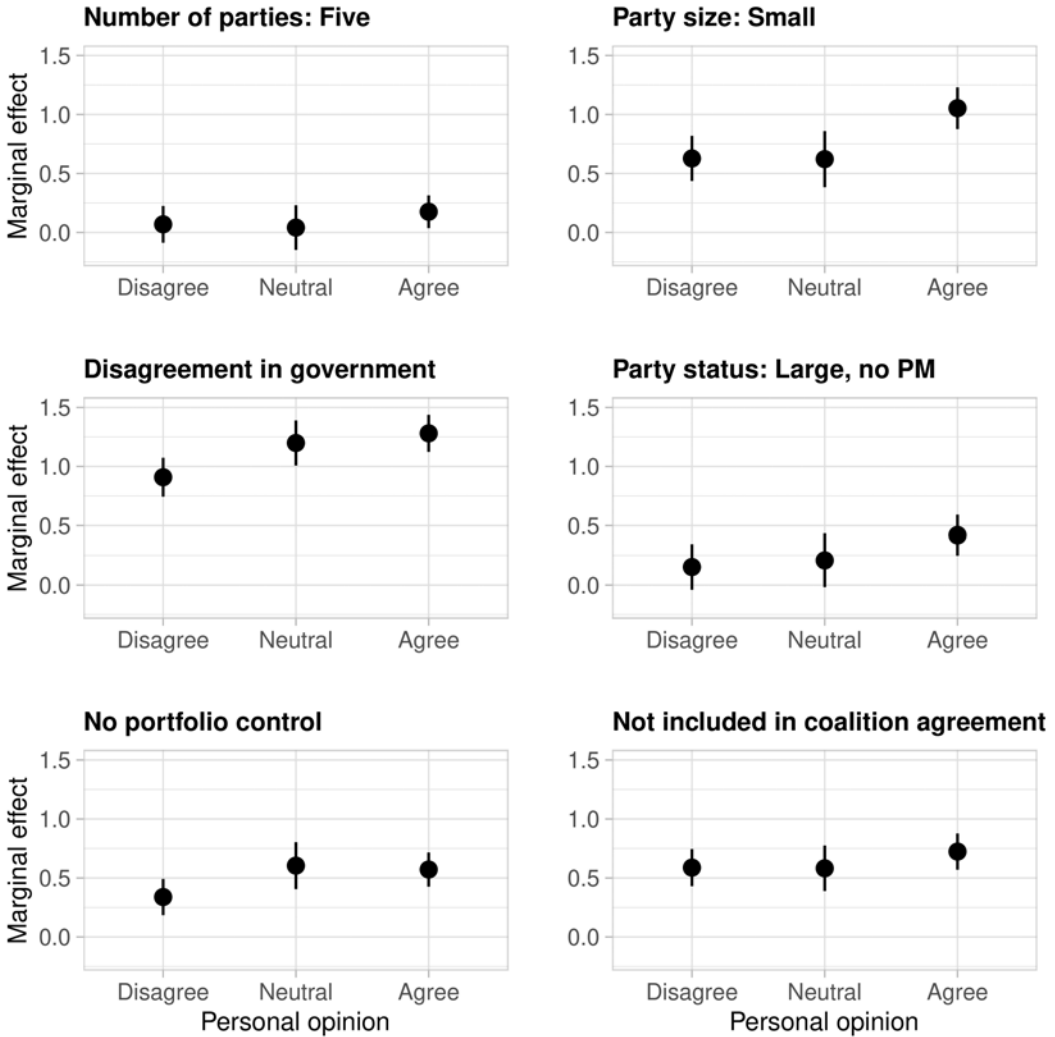 Number of parties: Five
Marginal effect
1.5
1.0
0.5
0.0
Disagree Neutral Agree
Party size: Small
1.5
1.0
0.5
0.0
Disagree Neutral Agree
Disagreement in government
Marginal effect
1.5
1.0
0.5
0.0
Disagree Neutral Agree
Party status: Large, no PM
1.5
1.0
0.5
0.0
Disagree Neutral Agree
No portfolio control
Marginal effect
1.5
1.0
0.5
0.0
Disagree Neutral Agree
Personal opinion
Not included in coalition agreement
1.5
1.0
0.5
0.0
Disagree Neutral Agree
Personal opinion